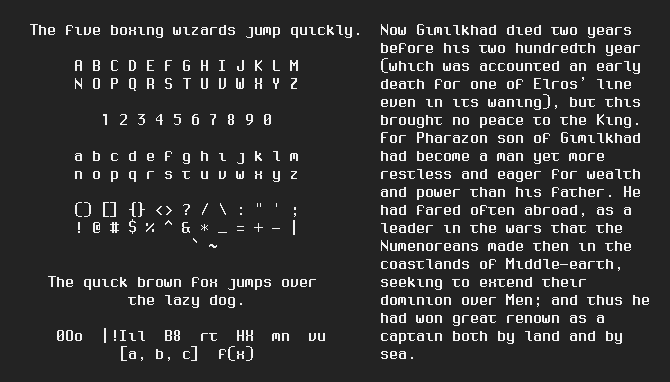 The five boxing wizards jump quickly.
A B C D E F G H I J K L M
N O P Q R S T U V W X Y Z
1 2 3 4 5 6 7 8 9 0
a b c d e f g h i j k l m
n o p q r s t u v w x y z
() [] {} <> ? / \ : " ' ;
! @ # $ % ^ & * _ = + - |
` ~
The quick brown fox jumps over
the lazy dog.
0Oo |!Iil B8 rt HX mn vu
[a, b, c] f(x)
Now Gimilkhad died two years
before his two hundredth year
(which was accounted an early
death for one of Elros' line
even in its waning), but this
brought no peace to the King.
For Pharazon son of Gimilkhad
had become a man yet more
restless and eager for wealth
and power than his father. He
had fared often abroad, as a
leader in the wars that the
Numenoreans made then in the
coastlands of Middle-earth,
seeking to extend their
dominion over Men; and thus he
had won great renown as a
captain both by land and by
sea.